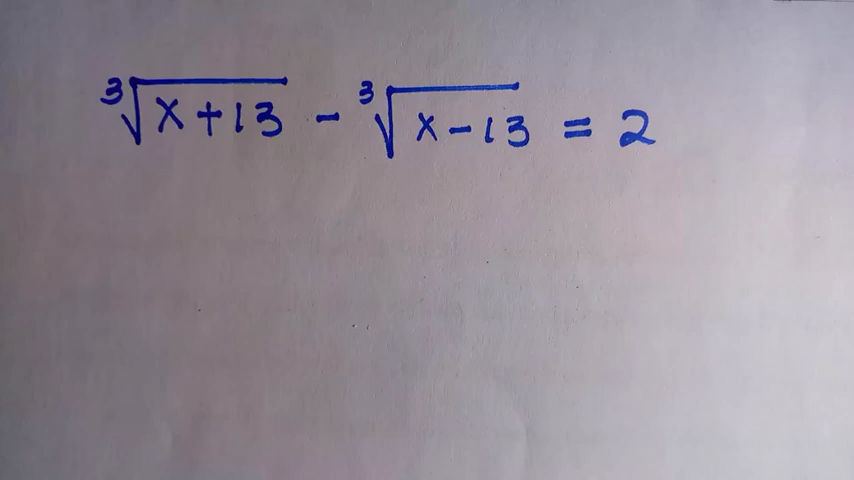 ∛(x+13) - ∛(x-13) = 2